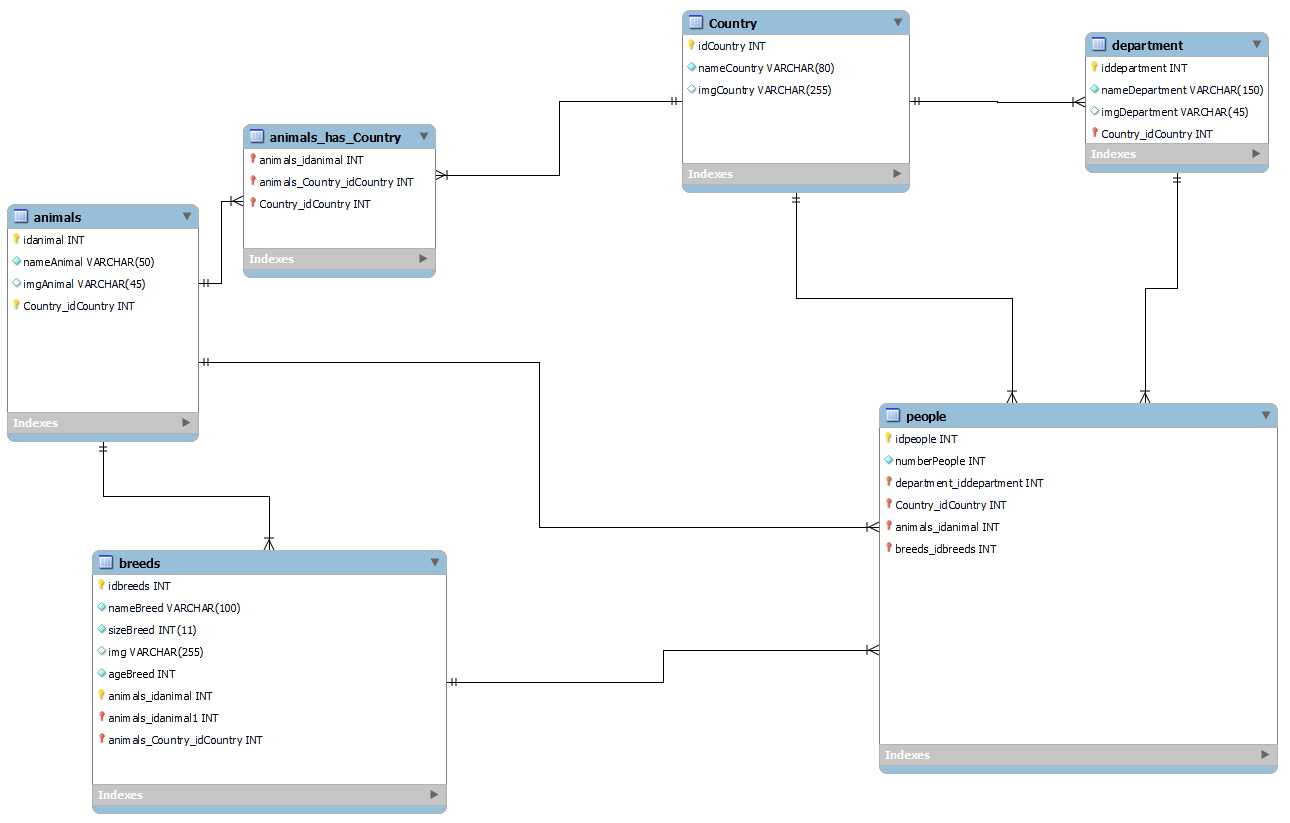 Country
idCountry INT
nameCountry VARCHAR(80)
imgCountry VARCHAR(255)
Indexes
department
iddepartment INT
nameDepartment VARCHAR(150)
imgDepartment VARCHAR(45)
Country_idCountry INT
Indexes
animals_has_Country
animals_idanimal INT
animals_Country_idCountry INT
Country_idCountry INT
Indexes
animals
idanimal INT
nameAnimal VARCHAR(50)
imgAnimal VARCHAR(45)
Country_idCountry INT
Indexes
people
idpeople INT
numberPeople INT
department_iddepartment INT
Country_idCountry INT
animals_idanimal INT
breeds_idbreeds INT
Indexes
breeds
idbreeds INT
nameBreed VARCHAR(100)
sizeBreed INT(11)
img VARCHAR(255)
ageBreed INT
animals_idanimal INT
animals_idanimal1 INT
animals_Country_idCountry INT
Indexes